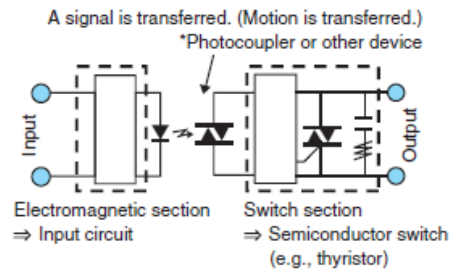 A signal is transferred. (Motion is transferred.)
*Photocoupler or other device
Input
Output
Electromagnetic section
⇒ Input circuit
Switch section
⇒ Semiconductor switch
(e.g., thyristor)